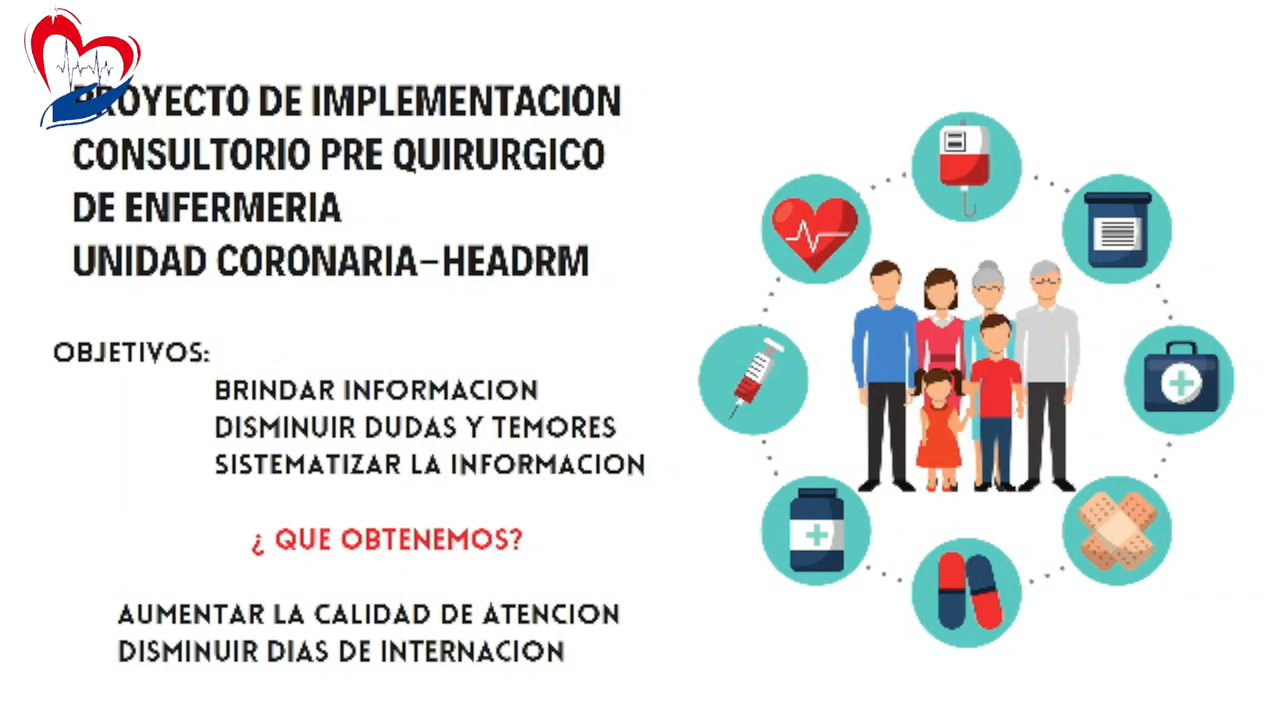 PROYECTO DE IMPLEMENTACION
CONSULTORIO PRE QUIRURGICO
DE ENFERMERIA
UNIDAD CORONARIA-HEADRM
OBJETIVOS:
BRINDAR INFORMACION
DISMINUIR DUDAS Y TEMORES
SISTEMATIZAR LA INFORMACION
¿ QUE OBTENEMOS?
AUMENTAR LA CALIDAD DE ATENCION
DISMINUIR DIAS DE INTERNACION